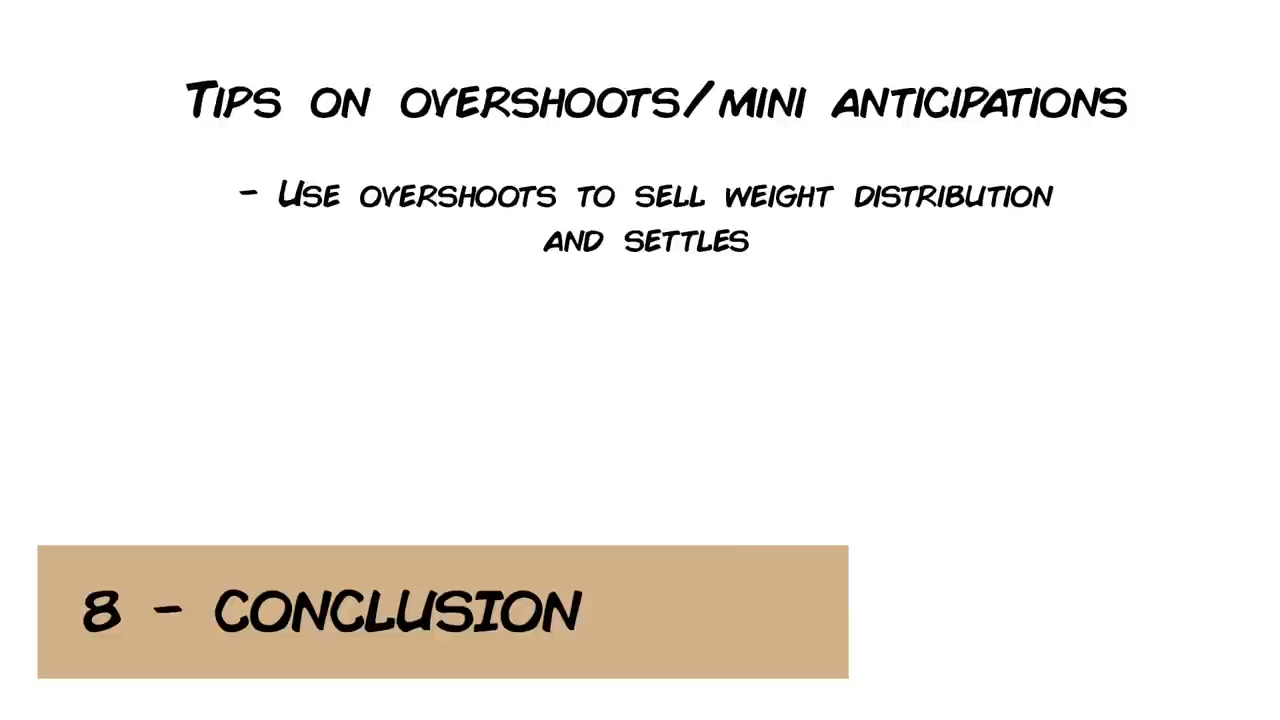 Tips on overshoots/mini anticipations
- Use overshoots to sell weight distribution
and settles
8 - CONCLUSION